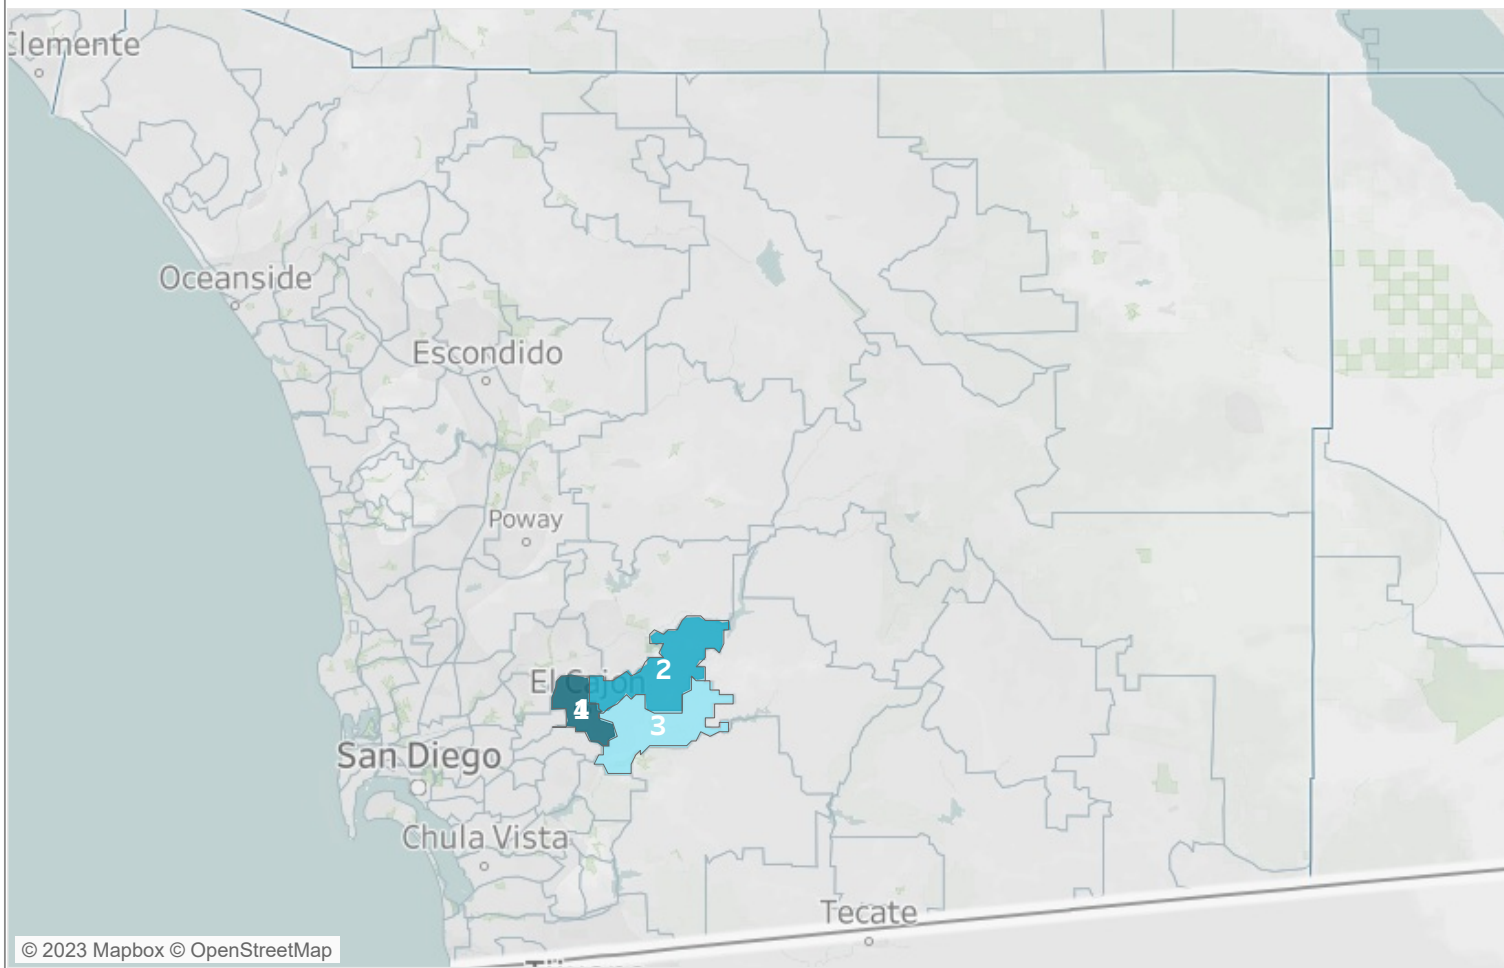 Clemente
Oceanside
Escondido
Poway
El Cajon
2
4
3
San Diego
Chula Vista
Tecate
© 2023 Mapbox © OpenStreetMap